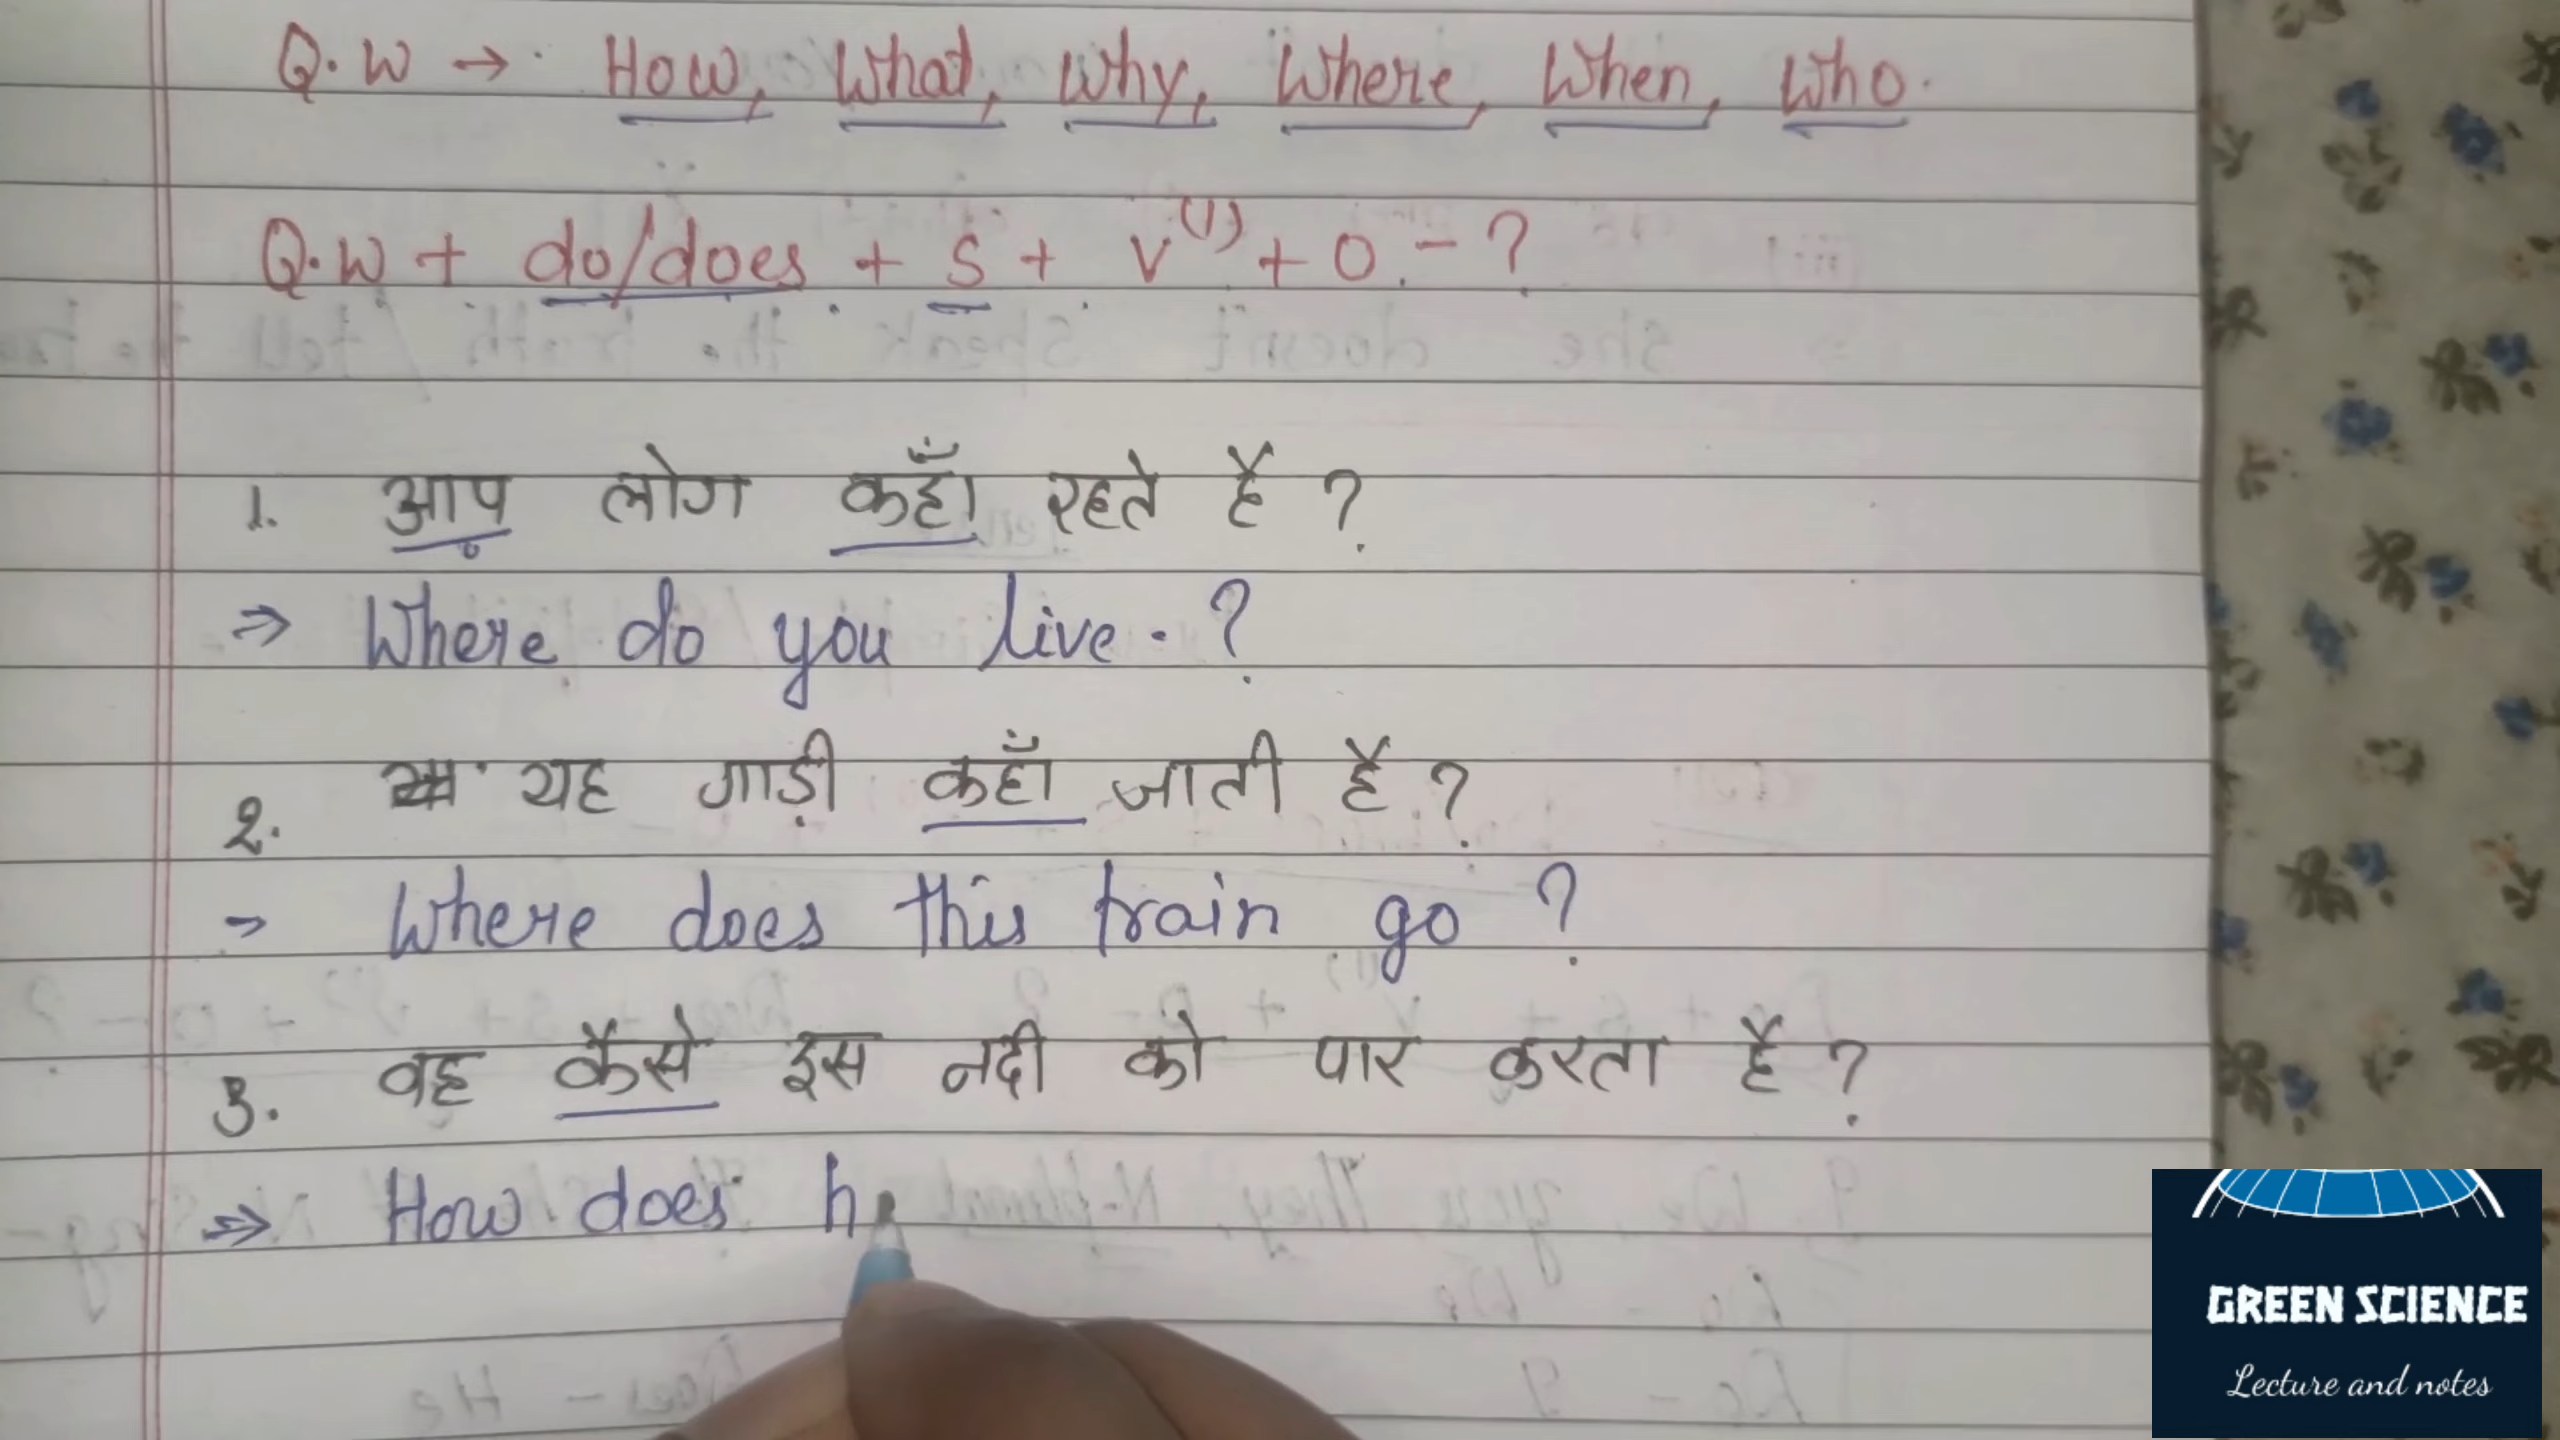 Q.W → How, What, Why, Where, When, Who.
Q.W + do/does + S + V(1) + O - ?
1. आप लोग कहाँ रहते है ?
⇒ Where do you live . ?
2. यह गाड़ी कहाँ जाती है ?
→ Where does this train go ?
3. वह कैसे इस नदी को पार करता है ?
⇒ How does h
GREEN SCIENCE
Lecture and notes